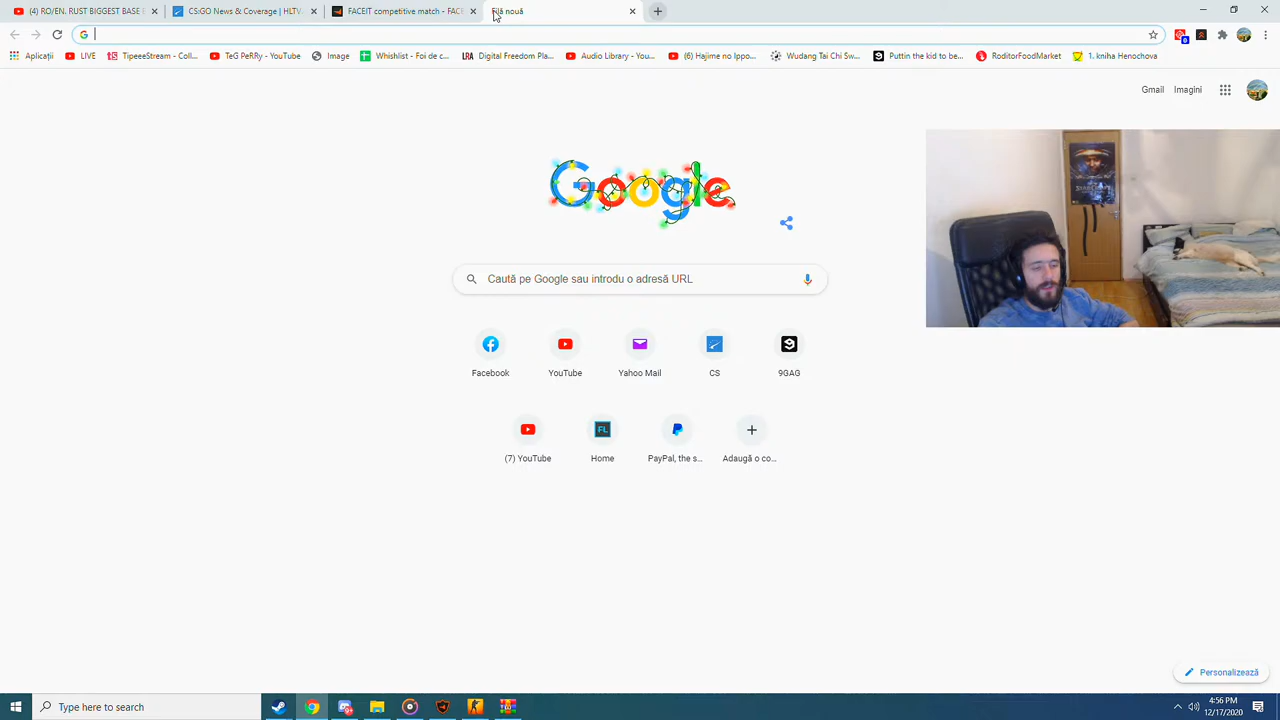 (4) RO/EN. RUST BIGGEST BASE E
CS:GO News & Coverage | HLTV.
FACEIT competitive match - FACE
Filă nouă
Aplicații
LIVE
TipeeeStream - Coll...
TeG PeRRy - YouTube
Image
Whishlist - Foi de c...
Digital Freedom Pla...
Audio Library - You...
(6) Hajime no Ippo...
Wudang Tai Chi Sw...
Puttin the kid to be...
RoditorFoodMarket
1. kniha Henochova
Gmail
Imagini
Google
Caută pe Google sau introdu o adresă URL
Facebook
YouTube
Yahoo Mail
CS
9GAG
(7) YouTube
Home
PayPal, the s...
Adaugă o co...
Personalizează
Type here to search
4:56 PM
12/17/2020